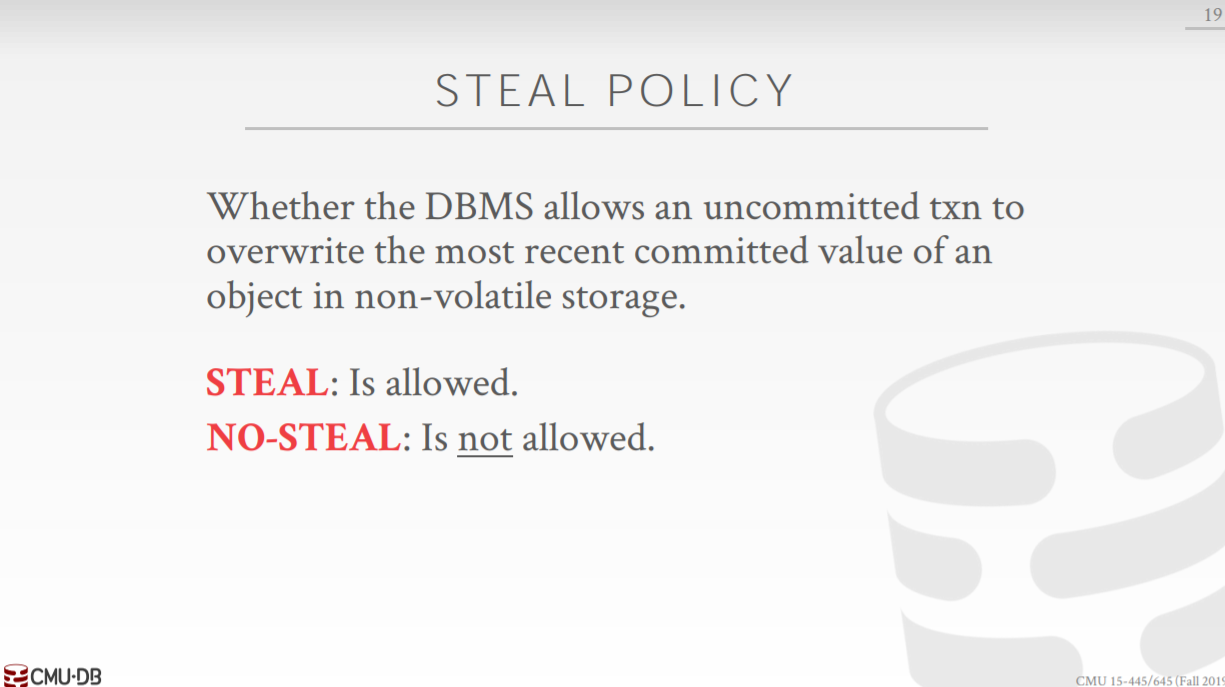 19
STEAL POLICY
Whether the DBMS allows an uncommitted txn to
overwrite the most recent committed value of an
object in non-volatile storage.
STEAL: Is allowed.
NO-STEAL: Is not allowed.
CMU·DB
CMU 15-445/645 (Fall 2019